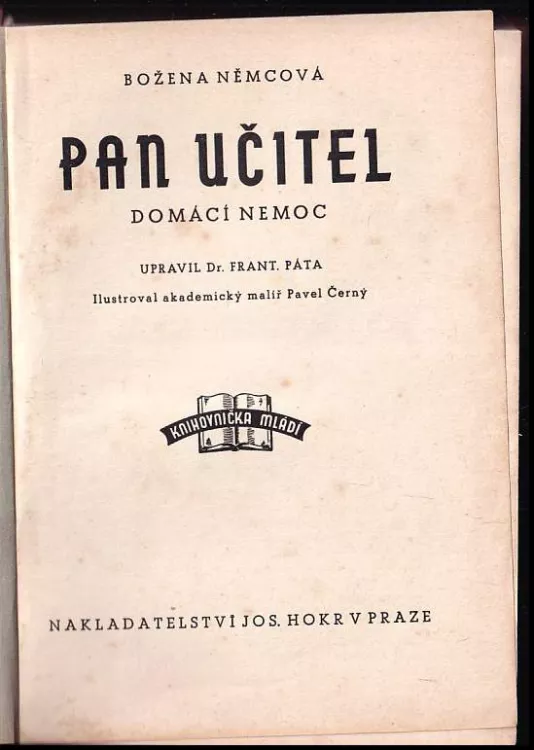 BOŽENA NĚMCOVÁ
PAN UČITEL
DOMÁCÍ NEMOC
UPRAVIL Dr. FRANT. PÁTA
Ilustroval akademický malíř Pavel Černý
KNIHOVNIČKA MLÁDÍ
NAKLADATELSTVÍ JOS. HOKR V PRAZE